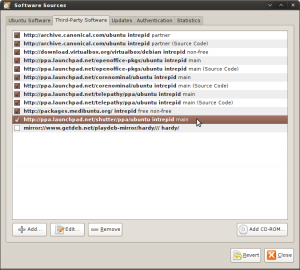 Software Sources
Ubuntu Software Third-Party Software Updates Authentication Statistics
http://archive.canonical.com/ubuntu intrepid partner
http://archive.canonical.com/ubuntu intrepid partner (Source Code)
http://download.virtualbox.org/virtualbox/debian intrepid non-free
http://ppa.launchpad.net/openoffice-pkgs/ubuntu intrepid main
http://ppa.launchpad.net/openoffice-pkgs/ubuntu intrepid main (Source Code)
http://ppa.launchpad.net/corenominal/ubuntu intrepid main
http://ppa.launchpad.net/corenominal/ubuntu intrepid main (Source Code)
http://ppa.launchpad.net/telepathy/ppa/ubuntu intrepid main
http://ppa.launchpad.net/telepathy/ppa/ubuntu intrepid main (Source Code)
http://packages.medibuntu.org/ intrepid free non-free
http://ppa.launchpad.net/shutter/ppa/ubuntu intrepid main
mirror://www.getdeb.net/playdeb-mirror/hardy/// hardy/
Add... Edit... Remove Add CD-ROM...
Revert Close